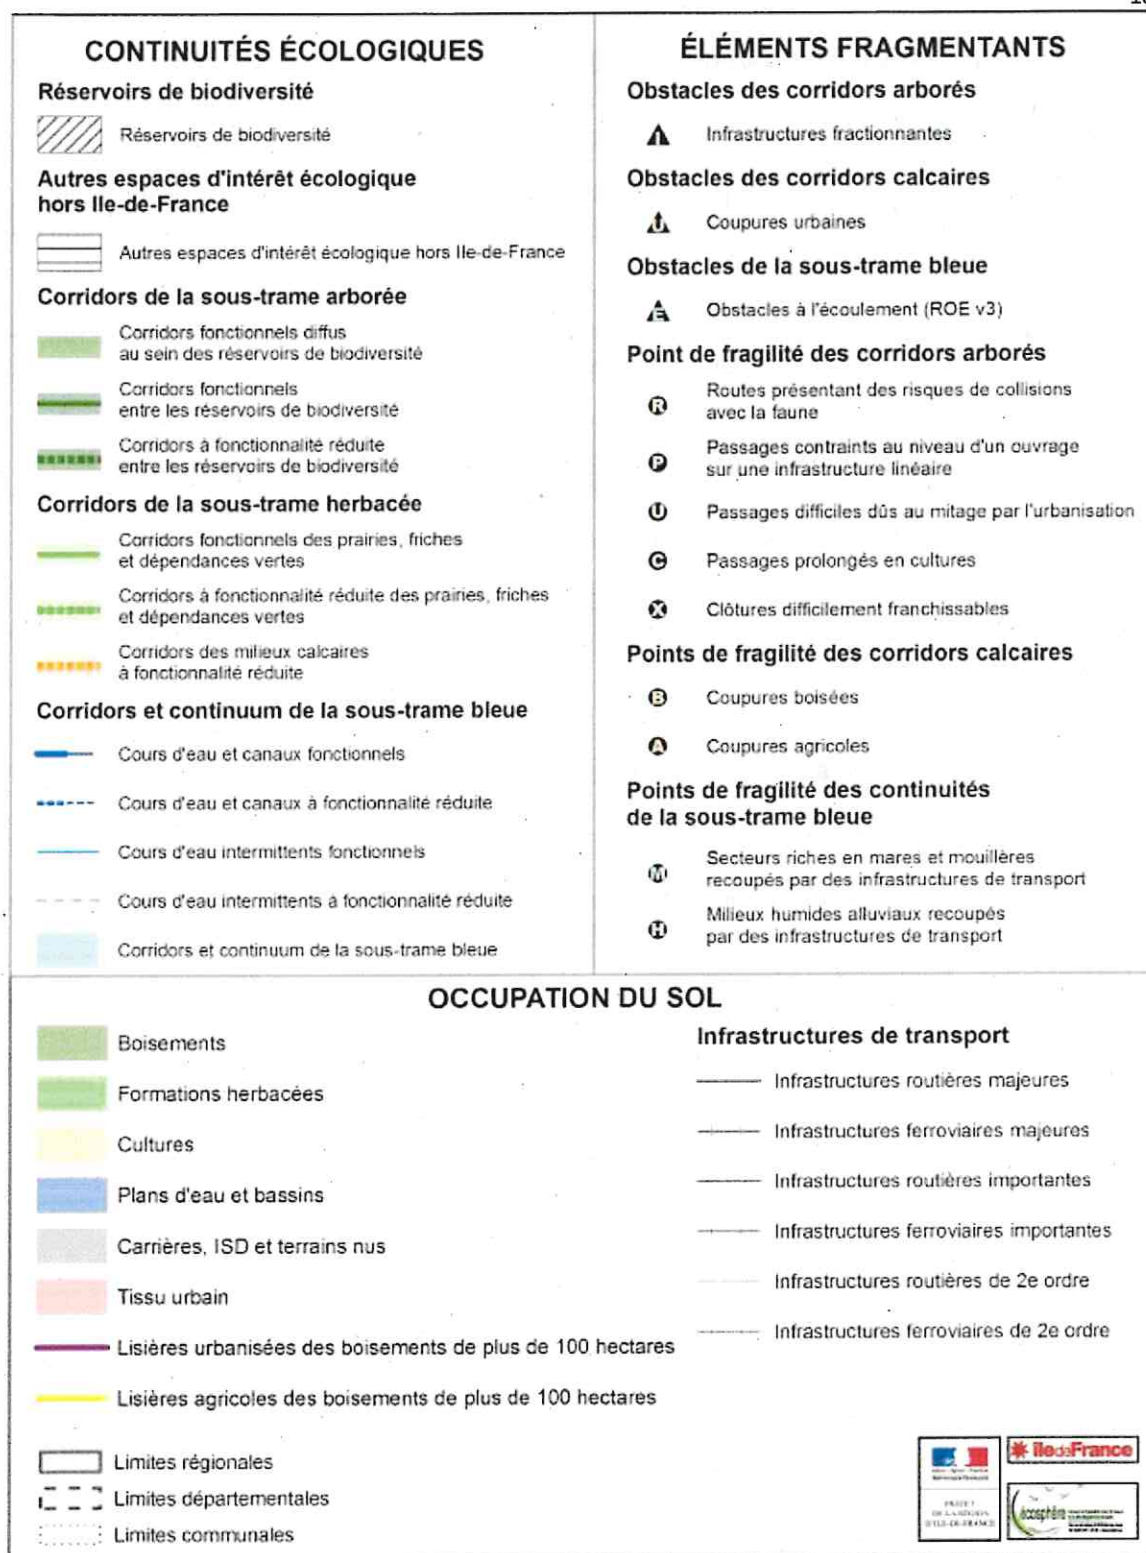 CONTINUITÉS ÉCOLOGIQUES
Réservoirs de biodiversité
Réservoirs de biodiversité
Autres espaces d'intérêt écologique
hors Ile-de-France
Autres espaces d'intérêt écologique hors Ile-de-France
Corridors de la sous-trame arborée
Corridors fonctionnels diffus
au sein des réservoirs de biodiversité
Corridors fonctionnels
entre les réservoirs de biodiversité
Corridors à fonctionnalité réduite
entre les réservoirs de biodiversité
Corridors de la sous-trame herbacée
Corridors fonctionnels des prairies, friches
et dépendances vertes
Corridors à fonctionnalité réduite des prairies, friches
et dépendances vertes
Corridors des milieux calcaires
à fonctionnalité réduite
Corridors et continuum de la sous-trame bleue
Cours d'eau et canaux fonctionnels
Cours d'eau et canaux à fonctionnalité réduite
Cours d'eau intermittents fonctionnels
Cours d'eau intermittents à fonctionnalité réduite
Corridors et continuum de la sous-trame bleue
ÉLÉMENTS FRAGMENTANTS
Obstacles des corridors arborés
I Infrastructures fractionnantes
Obstacles des corridors calcaires
U Coupures urbaines
Obstacles de la sous-trame bleue
E Obstacles à l'écoulement (ROE v3)
Point de fragilité des corridors arborés
R Routes présentant des risques de collisions
avec la faune
P Passages contraints au niveau d'un ouvrage
sur une infrastructure linéaire
U Passages difficiles dûs au mitage par l'urbanisation
C Passages prolongés en cultures
X Clôtures difficilement franchissables
Points de fragilité des corridors calcaires
B Coupures boisées
A Coupures agricoles
Points de fragilité des continuités
de la sous-trame bleue
M Secteurs riches en mares et mouillères
recoupés par des infrastructures de transport
H Milieux humides alluviaux recoupés
par des infrastructures de transport
OCCUPATION DU SOL
Boisements
Formations herbacées
Cultures
Plans d'eau et bassins
Carrières, ISD et terrains nus
Tissu urbain
Lisières urbanisées des boisements de plus de 100 hectares
Lisières agricoles des boisements de plus de 100 hectares
Limites régionales
Limites départementales
Limites communales
Infrastructures de transport
Infrastructures routières majeures
Infrastructures ferroviaires majeures
Infrastructures routières importantes
Infrastructures ferroviaires importantes
Infrastructures routières de 2e ordre
Infrastructures ferroviaires de 2e ordre
PRÉFET
DE LA RÉGION
D'ILE-DE-FRANCE
île de France
écosphère